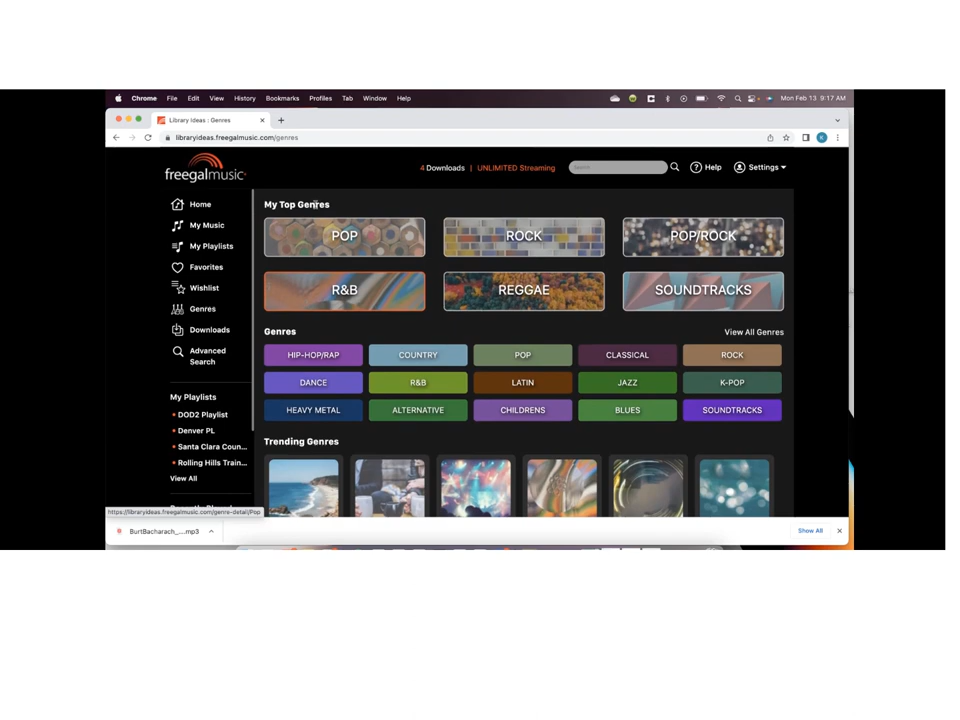 Chrome File Edit View History Bookmarks Profiles Tab Window Help Mon Feb 13 9:17 AM
Library Ideas : Genres
libraryideas.freegalmusic.com/genres
freegalmusic
4 Downloads | UNLIMITED Streaming Search Help Settings
Home
My Music
My Playlists
Favorites
Wishlist
Genres
Downloads
Advanced
Search
My Playlists
DOD2 Playlist
Denver PL
Santa Clara Coun...
Rolling Hills Train...
View All
My Top Genres
POP ROCK POP/ROCK
R&B REGGAE SOUNDTRACKS
Genres View All Genres
HIP-HOP/RAP COUNTRY POP CLASSICAL ROCK
DANCE R&B LATIN JAZZ K-POP
HEAVY METAL ALTERNATIVE CHILDRENS BLUES SOUNDTRACKS
Trending Genres
https://libraryideas.freegalmusic.com/genre-detail/Pop
BurtBacharach_....mp3 Show All